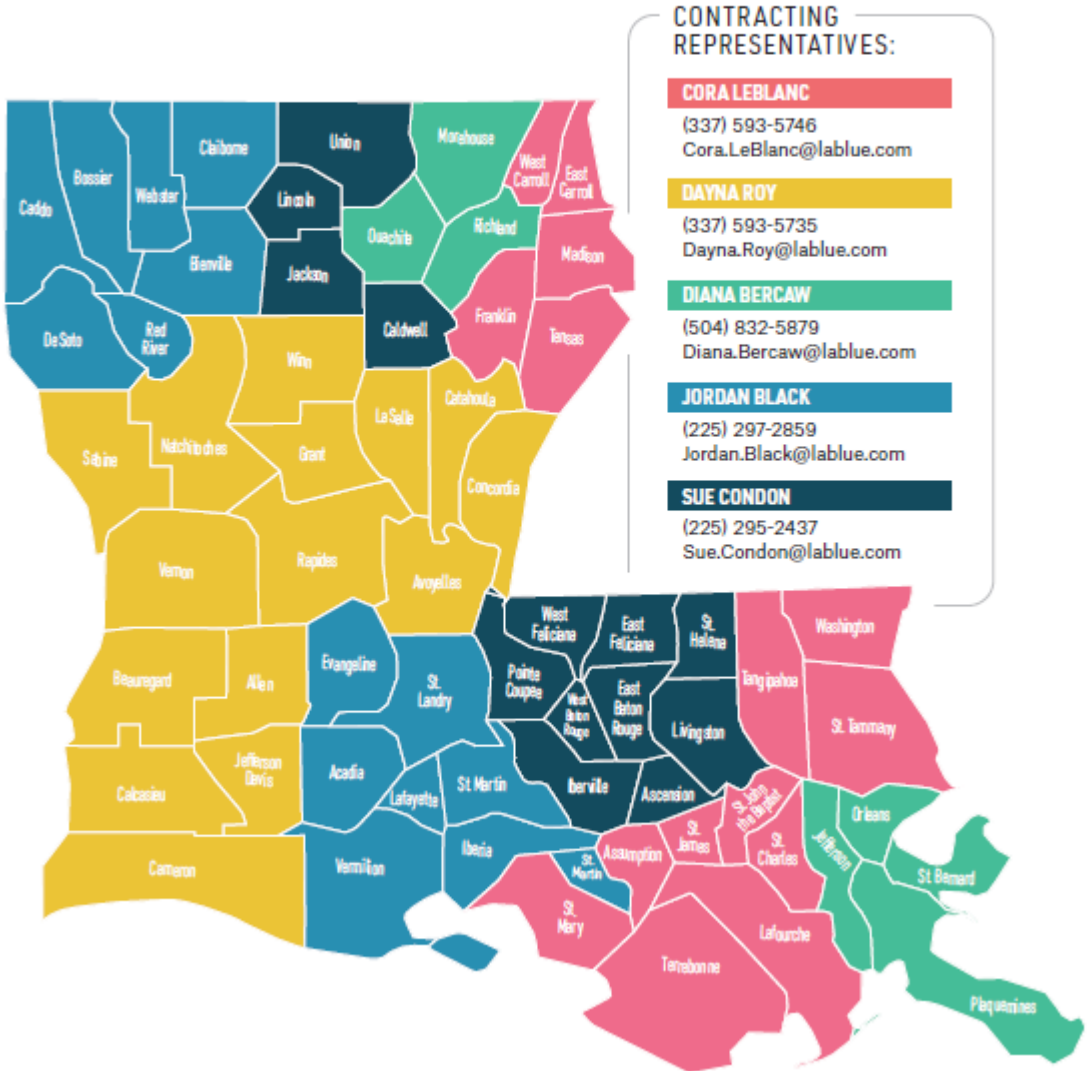 CONTRACTING
REPRESENTATIVES:
CORA LEBLANC
(337) 593-5746
Cora.LeBlanc@lablue.com
DAYNA ROY
(337) 593-5735
Dayna.Roy@lablue.com
DIANA BERCAW
(504) 832-5879
Diana.Bercaw@lablue.com
JORDAN BLACK
(225) 297-2859
Jordan.Black@lablue.com
SUE CONDON
(225) 295-2437
Sue.Condon@lablue.com
Caddo
Bossier
Webster
Claiborne
Union
Morehouse
West
Carroll
East
Carroll
Lincoln
Ouachita
Richland
Madison
Bienville
Jackson
De Soto
Red
River
Caldwell
Franklin
Tensas
Winn
Sabine
Natchitoches
Grant
La Salle
Catahoula
Concordia
Vernon
Rapides
Avoyelles
Beauregard
Allen
Evangeline
St.
Landry
Pointe
Coupee
West
Feliciana
East
Feliciana
St.
Helena
Tangipahoa
Washington
West
Baton
Rouge
East
Baton
Rouge
Livingston
St. Tammany
Calcasieu
Jefferson
Davis
Acadia
Lafayette
St Martin
Iberville
Ascension
St. John
the Baptist
Cameron
Vermilion
Iberia
St.
Martin
Assumption
St.
James
St.
Charles
Jefferson
Orleans
St Bernard
St.
Mary
Terrebonne
Lafourche
Plaquemines